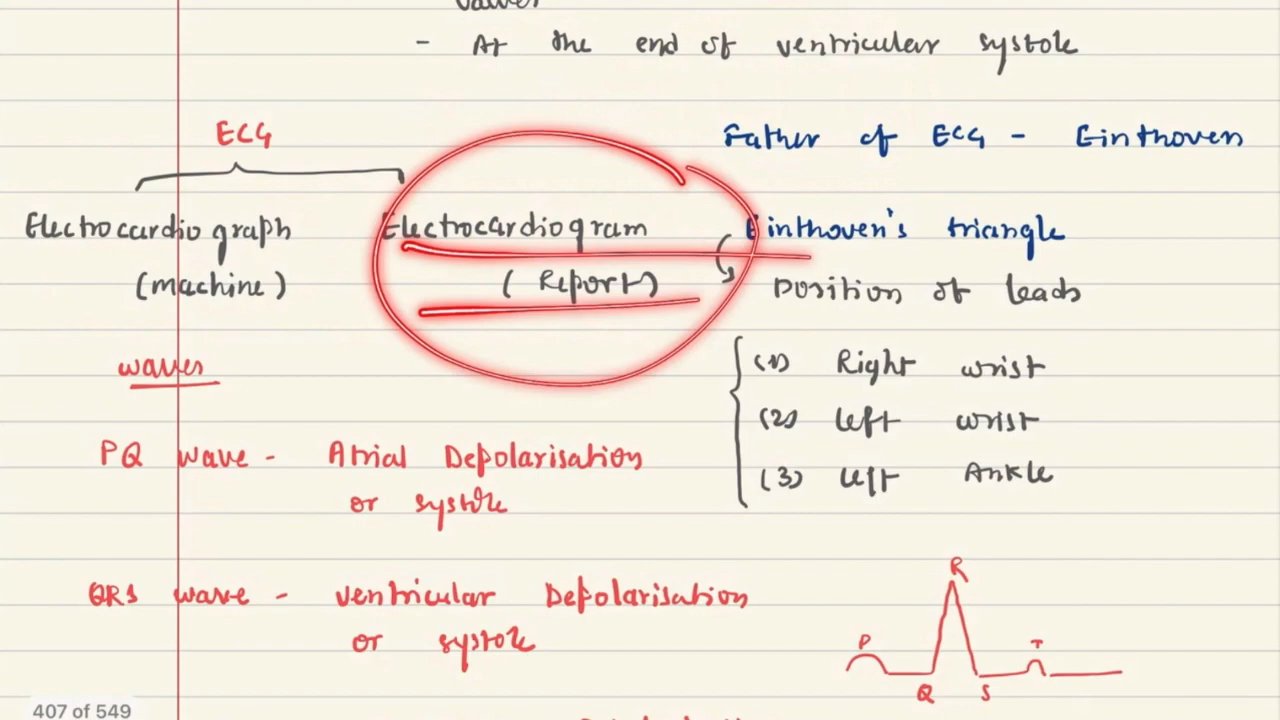 - At the end of ventricular systole
ECG
Father of ECG - Einthoven
Electrocardiograph
(machine)
Electrocardiogram
(Report)
Einthoven's triangle
Position of leads
(1) Right wrist
(2) left wrist
(3) left Ankle
waves
PQ wave - Atrial Depolarisation
or systole
QRS wave - ventricular Depolarisation
or systole
R
P
T
Q
S
407 of 549